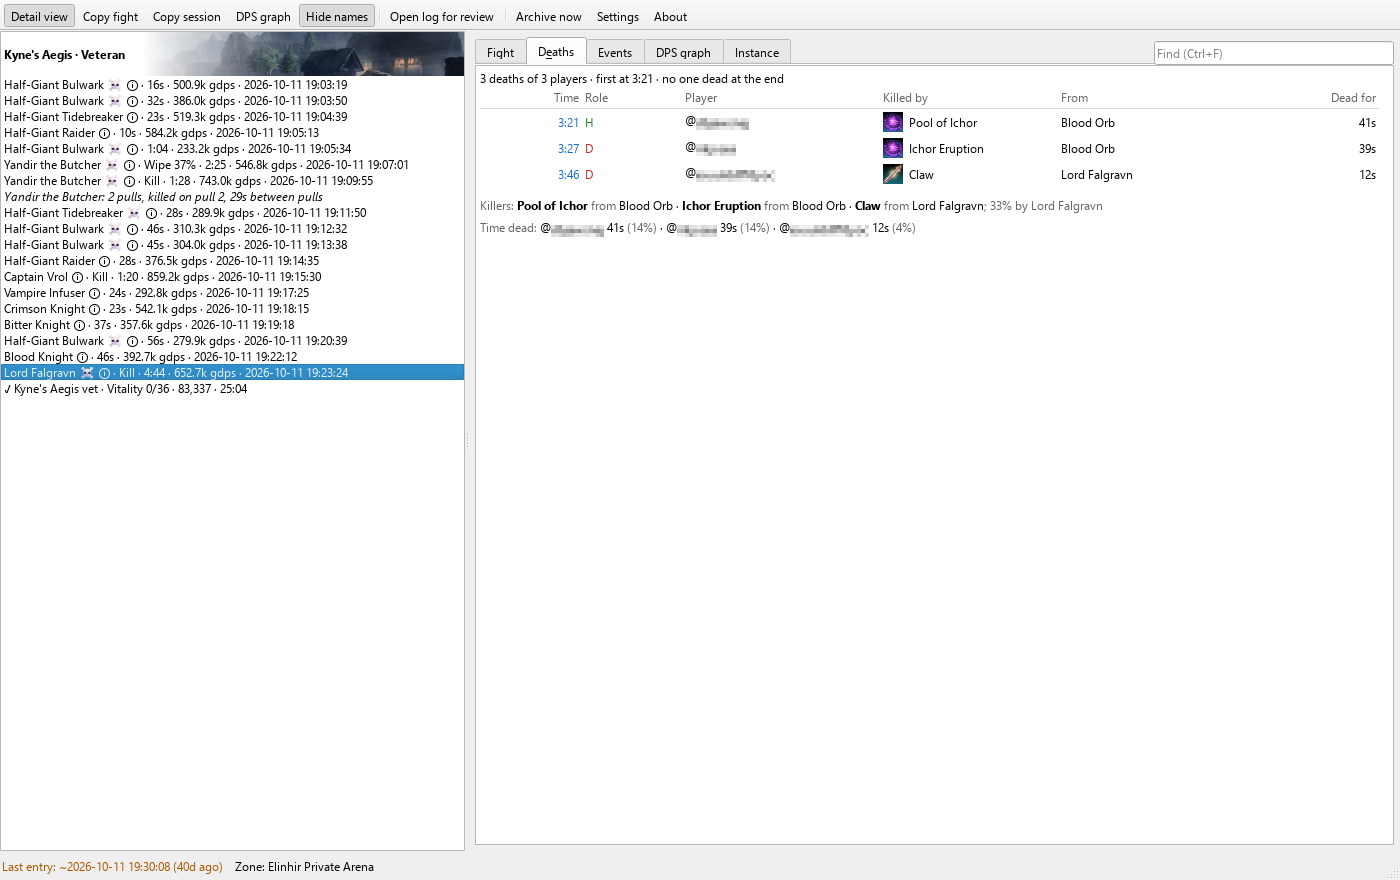 Detail view Copy fight Copy session DPS graph Hide names Open log for review Archive now Settings About
Kyne's Aegis · Veteran
Half-Giant Bulwark ☠ ⓘ · 16s · 500.9k gdps · 2026-10-11 19:03:19
Half-Giant Bulwark ☠ ⓘ · 32s · 386.0k gdps · 2026-10-11 19:03:50
Half-Giant Tidebreaker ⓘ · 23s · 519.3k gdps · 2026-10-11 19:04:39
Half-Giant Raider ⓘ · 10s · 584.2k gdps · 2026-10-11 19:05:13
Half-Giant Bulwark ☠ ⓘ · 1:04 · 233.2k gdps · 2026-10-11 19:05:34
Yandir the Butcher ☠ ⓘ · Wipe 37% · 2:25 · 546.8k gdps · 2026-10-11 19:07:01
Yandir the Butcher ☠ ⓘ · Kill · 1:28 · 743.0k gdps · 2026-10-11 19:09:55
Yandir the Butcher: 2 pulls, killed on pull 2, 29s between pulls
Half-Giant Tidebreaker ☠ ⓘ · 28s · 289.9k gdps · 2026-10-11 19:11:50
Half-Giant Bulwark ☠ ⓘ · 46s · 310.3k gdps · 2026-10-11 19:12:32
Half-Giant Bulwark ☠ ⓘ · 45s · 304.0k gdps · 2026-10-11 19:13:38
Half-Giant Raider ⓘ · 28s · 376.5k gdps · 2026-10-11 19:14:35
Captain Vrol ⓘ · Kill · 1:20 · 859.2k gdps · 2026-10-11 19:15:30
Vampire Infuser ⓘ · 24s · 292.8k gdps · 2026-10-11 19:17:25
Crimson Knight ⓘ · 23s · 542.1k gdps · 2026-10-11 19:18:15
Bitter Knight ⓘ · 37s · 357.6k gdps · 2026-10-11 19:19:18
Half-Giant Bulwark ☠ ⓘ · 56s · 279.9k gdps · 2026-10-11 19:20:39
Blood Knight ⓘ · 46s · 392.7k gdps · 2026-10-11 19:22:12
Lord Falgravn ☠ ⓘ · Kill · 4:44 · 652.7k gdps · 2026-10-11 19:23:24
✓ Kyne's Aegis vet · Vitality 0/36 · 83,337 · 25:04
Fight Deaths Events DPS graph Instance Find (Ctrl+F)
3 deaths of 3 players · first at 3:21 · no one dead at the end
Time Role Player Killed by From Dead for
3:21 H @ Pool of Ichor Blood Orb 41s
3:27 D @ Ichor Eruption Blood Orb 39s
3:46 D @ Claw Lord Falgravn 12s
Killers: Pool of Ichor from Blood Orb · Ichor Eruption from Blood Orb · Claw from Lord Falgravn; 33% by Lord Falgravn
Time dead: @ 41s (14%) · @ 39s (14%) · @ 12s (4%)
Last entry: ~2026-10-11 19:30:08 (40d ago) Zone: Elinhir Private Arena